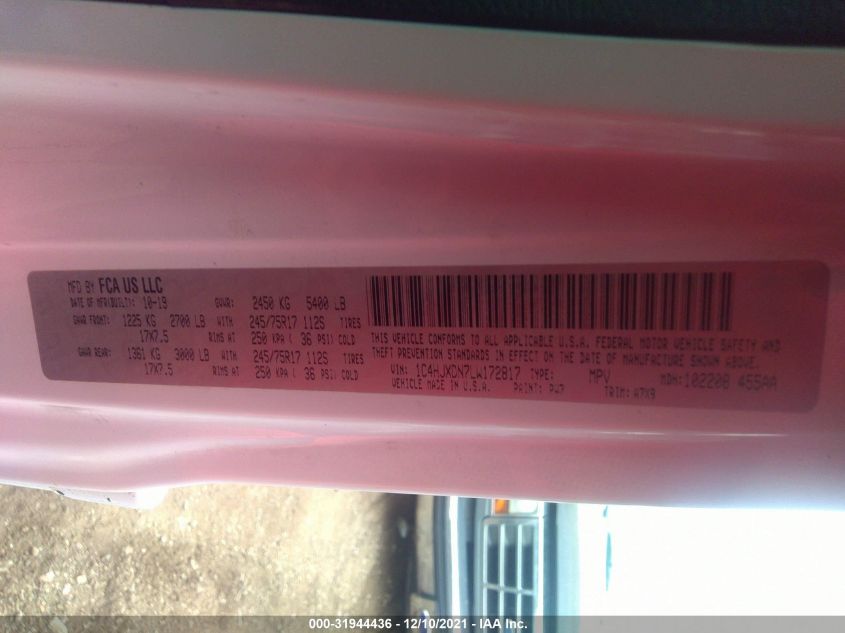 MFD BY FCA US LLC
DATE OF MFR(BUILT): 10-19 GVWR: 2450 KG 5400 LB
GAWR FRONT: 1225 KG 2700 LB WITH 245/75R17 112S TIRES
17X7.5 RIMS AT 250 KPA ( 36 PSI) COLD
GAWR REAR: 1361 KG 3000 LB WITH 245/75R17 112S TIRES
17X7.5 RIMS AT 250 KPA ( 36 PSI) COLD
THIS VEHICLE CONFORMS TO ALL APPLICABLE U.S.A. FEDERAL MOTOR VEHICLE SAFETY AND
THEFT PREVENTION STANDARDS IN EFFECT ON THE DATE OF MANUFACTURE SHOWN ABOVE.
VIN: 1C4HJXDN7LW172817 TYPE: MPV MDH: 102208 455AA
VEHICLE MADE IN U.S.A. PAINT: PW7 TRIM: A7X9
000-31944436 - 12/10/2021 - IAA Inc.